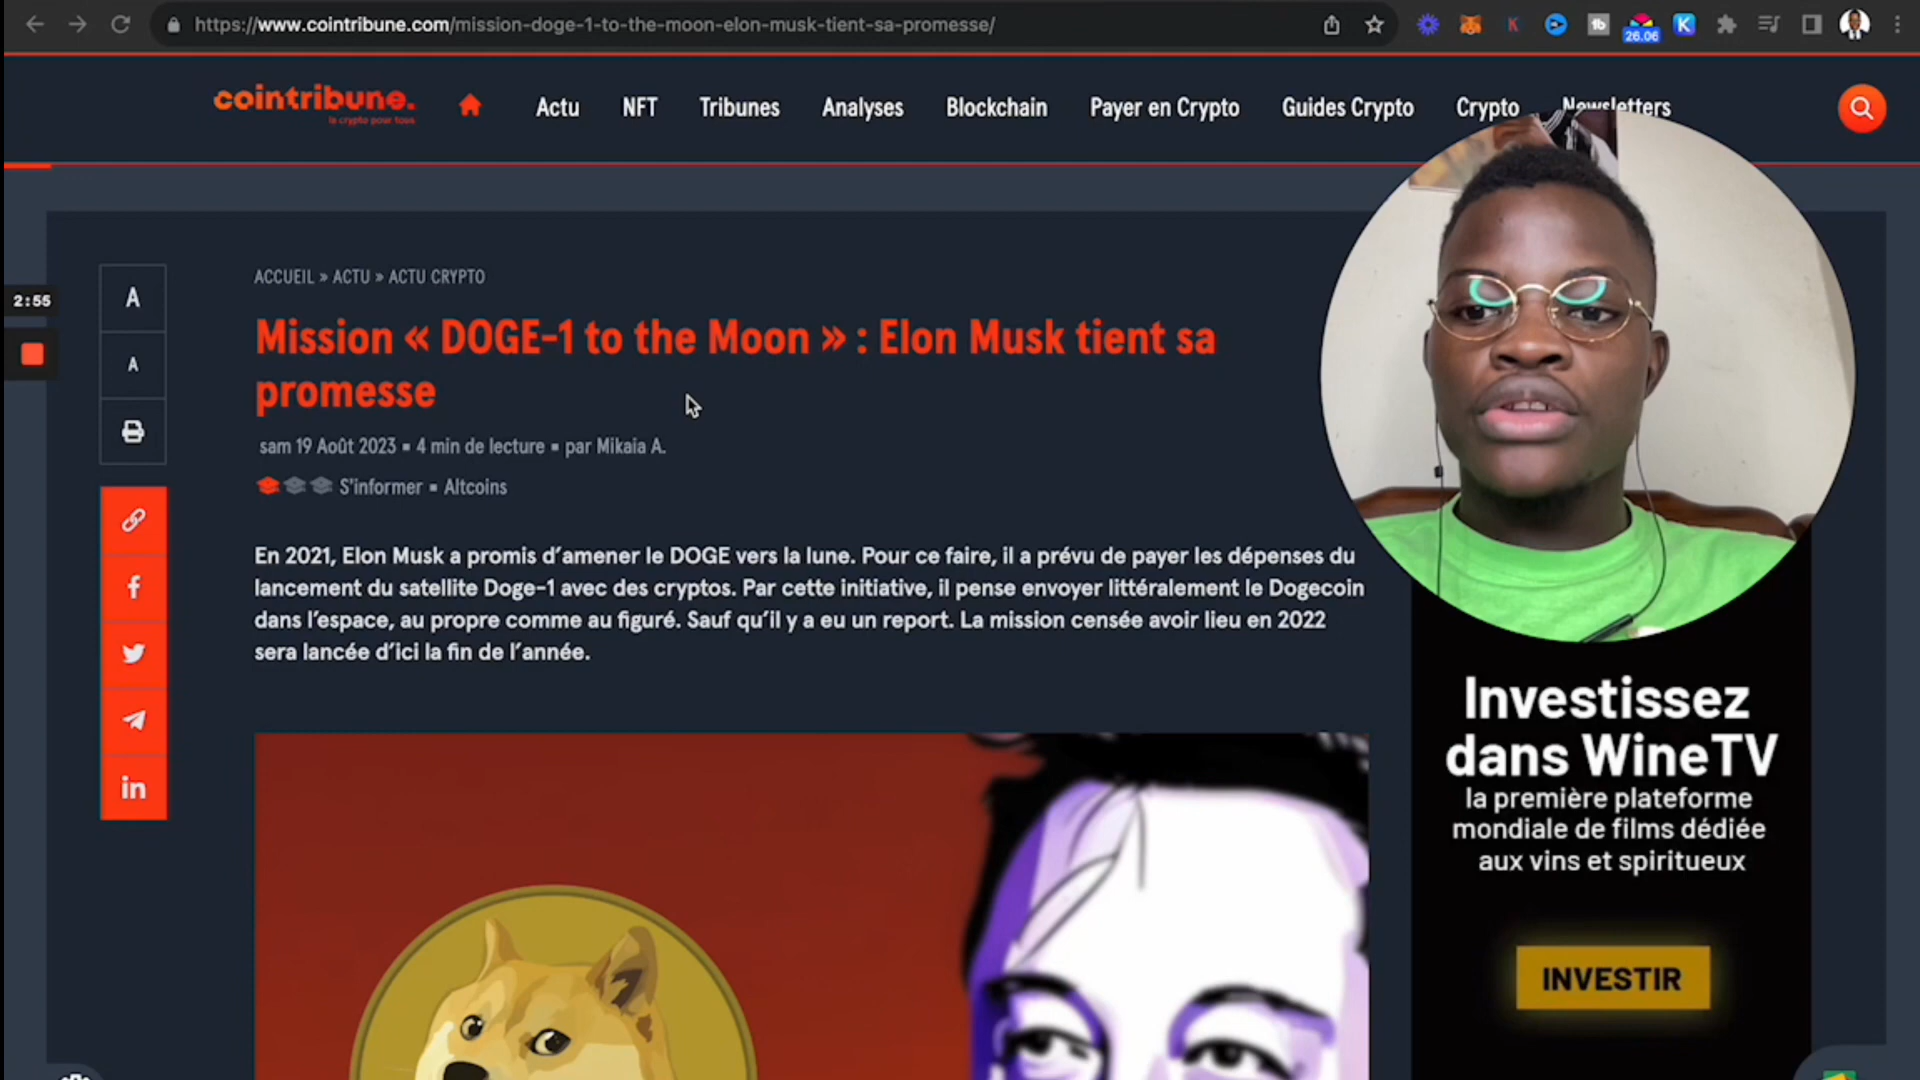 https://www.cointribune.com/mission-doge-1-to-the-moon-elon-musk-tient-sa-promesse/
26.06
cointribune.
la crypto pour tous
Actu
NFT
Tribunes
Analyses
Blockchain
Payer en Crypto
Guides Crypto
Crypto
Newsletters
2:55
A
A
ACCUEIL » ACTU » ACTU CRYPTO
Mission « DOGE-1 to the Moon » : Elon Musk tient sa
promesse
sam 19 Août 2023 ▪ 4 min de lecture ▪ par Mikaia A.
S'informer ▪ Altcoins
En 2021, Elon Musk a promis d’amener le DOGE vers la lune. Pour ce faire, il a prévu de payer les dépenses du
lancement du satellite Doge-1 avec des cryptos. Par cette initiative, il pense envoyer littéralement le Dogecoin
dans l’espace, au propre comme au figuré. Sauf qu’il y a eu un report. La mission censée avoir lieu en 2022
sera lancée d’ici la fin de l’année.
Investissez
dans WineTV
la première plateforme
mondiale de films dédiée
aux vins et spiritueux
INVESTIR